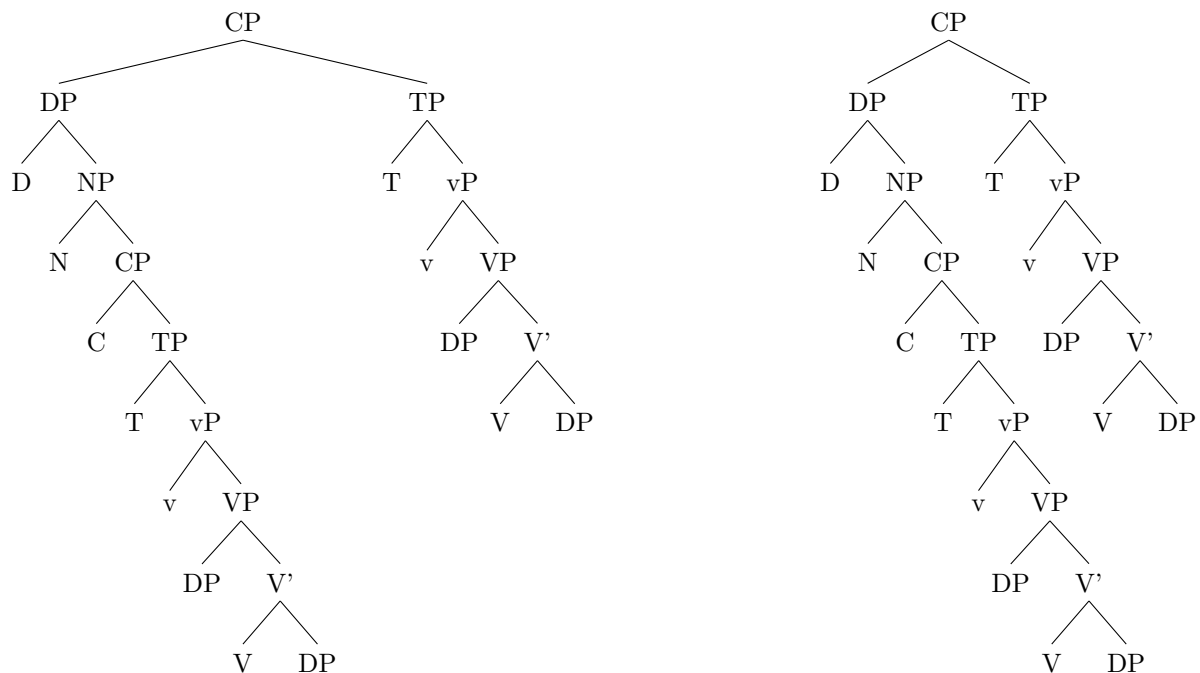 CP CP
DP TP DP TP
D NP T vP D NP T vP
N CP v VP N CP v VP
C TP DP V' C TP DP V'
T vP V DP T vP V DP
v VP v VP
DP V' DP V'
V DP V DP